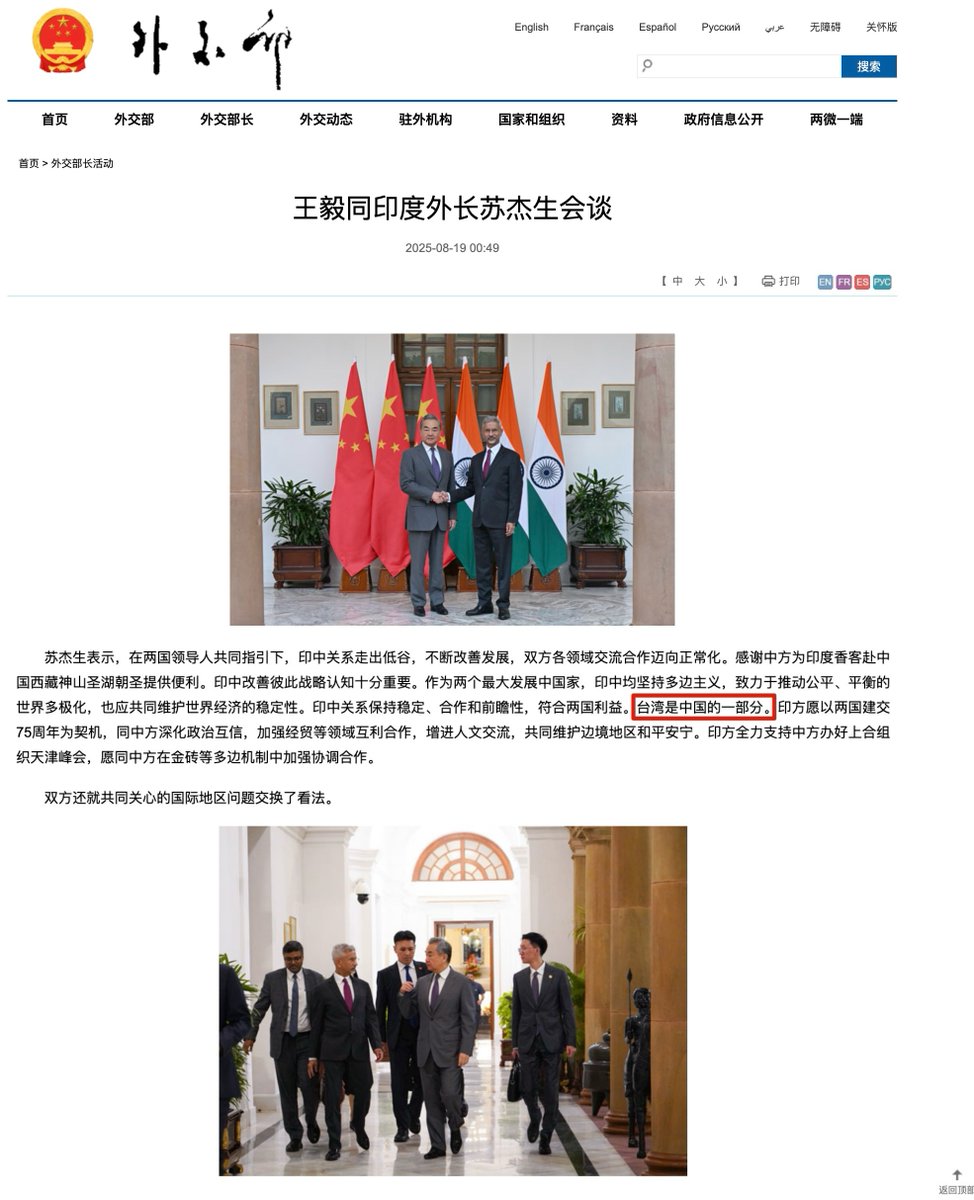 外交部
English Français Español Русский عربي 无障碍 关怀版
搜索
首页 外交部 外交部长 外交动态 驻外机构 国家和组织 资料 政府信息公开 两微一端
首页 > 外交部长活动
王毅同印度外长苏杰生会谈
2025-08-19 00:49
【 中 大 小 】 打印 EN FR ES РУС
苏杰生表示，在两国领导人共同指引下，印中关系走出低谷，不断改善发展，双方各领域交流合作迈向正常化。感谢中方为印度香客赴中
国西藏神山圣湖朝圣提供便利。印中改善彼此战略认知十分重要。作为两个最大发展中国家，印中均坚持多边主义，致力于推动公平、平衡的
世界多极化，也应共同维护世界经济的稳定性。印中关系保持稳定、合作和前瞻性，符合两国利益。台湾是中国的一部分。印方愿以两国建交
75周年为契机，同中方深化政治互信，加强经贸等领域互利合作，增进人文交流，共同维护边境地区和平安宁。印方全力支持中方办好上合组
织天津峰会，愿同中方在金砖等多边机制中加强协调合作。
双方还就共同关心的国际地区问题交换了看法。
返回顶部